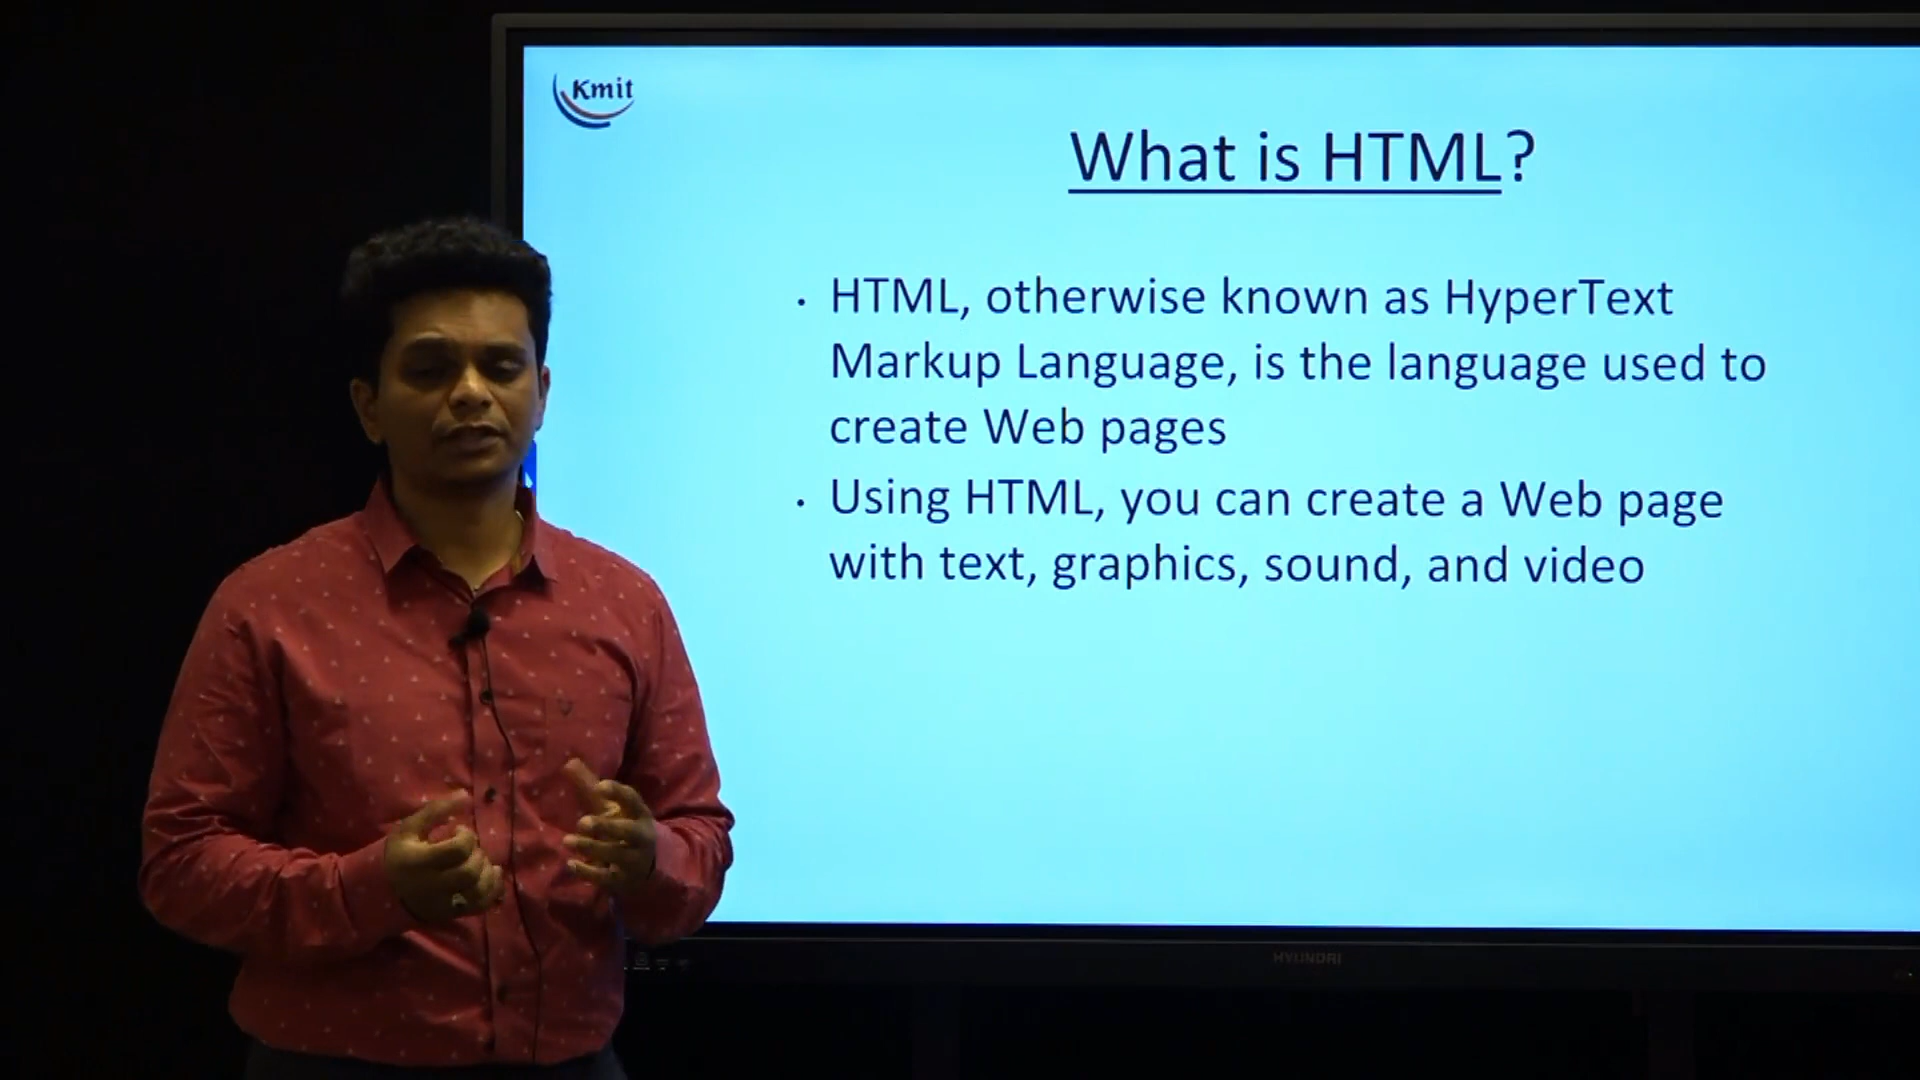 Kmit
What is HTML?
• HTML, otherwise known as HyperText
Markup Language, is the language used to
create Web pages
• Using HTML, you can create a Web page
with text, graphics, sound, and video
HYUNDAI